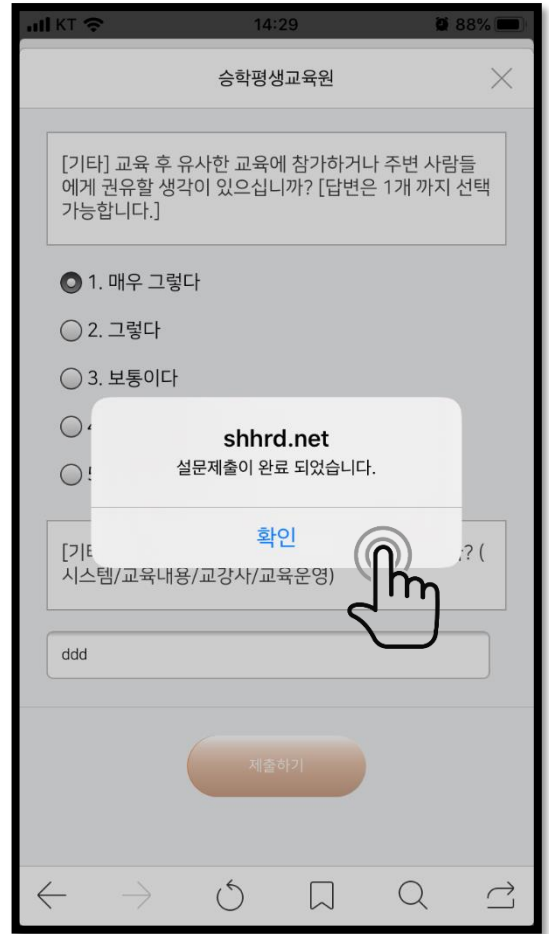 KT 14:29 88%
승학평생교육원
[기타] 교육 후 유사한 교육에 참가하거나 주변 사람들
에게 권유할 생각이 있으십니까? [답변은 1개 까지 선택
가능합니다.]
1. 매우 그렇다
2. 그렇다
3. 보통이다
shhrd.net
설문제출이 완료 되었습니다.
확인
? (
시스템/교육내용/교강사/교육운영)
ddd
제출하기